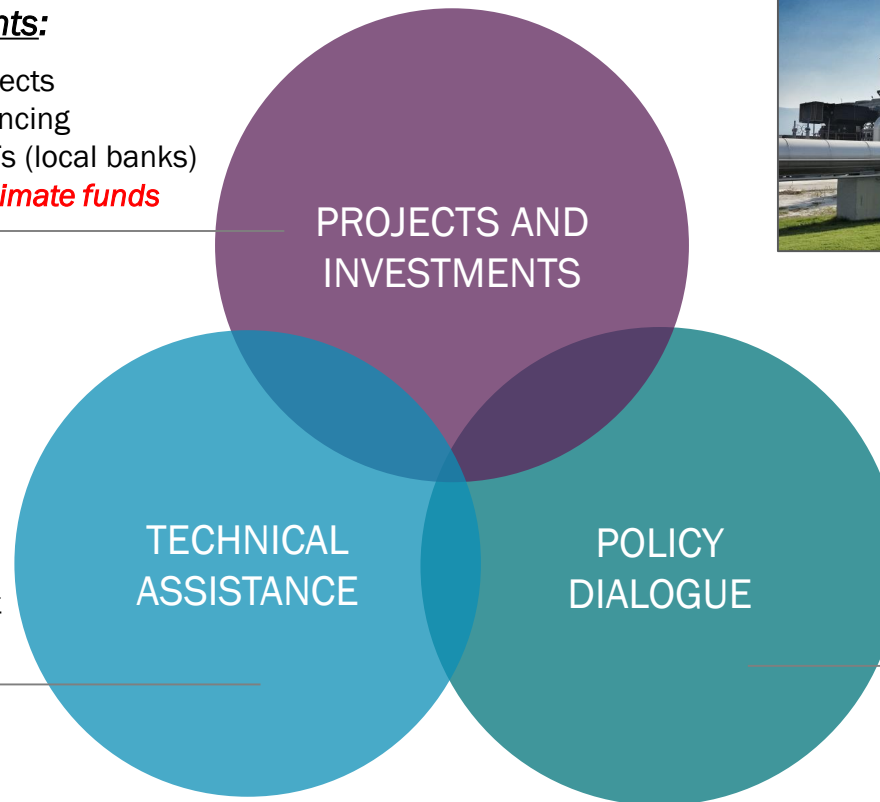 nts:
ects
ncing
s (local banks)
imate funds
PROJECTS AND
INVESTMENTS
TECHNICAL
ASSISTANCE
POLICY
DIALOGUE